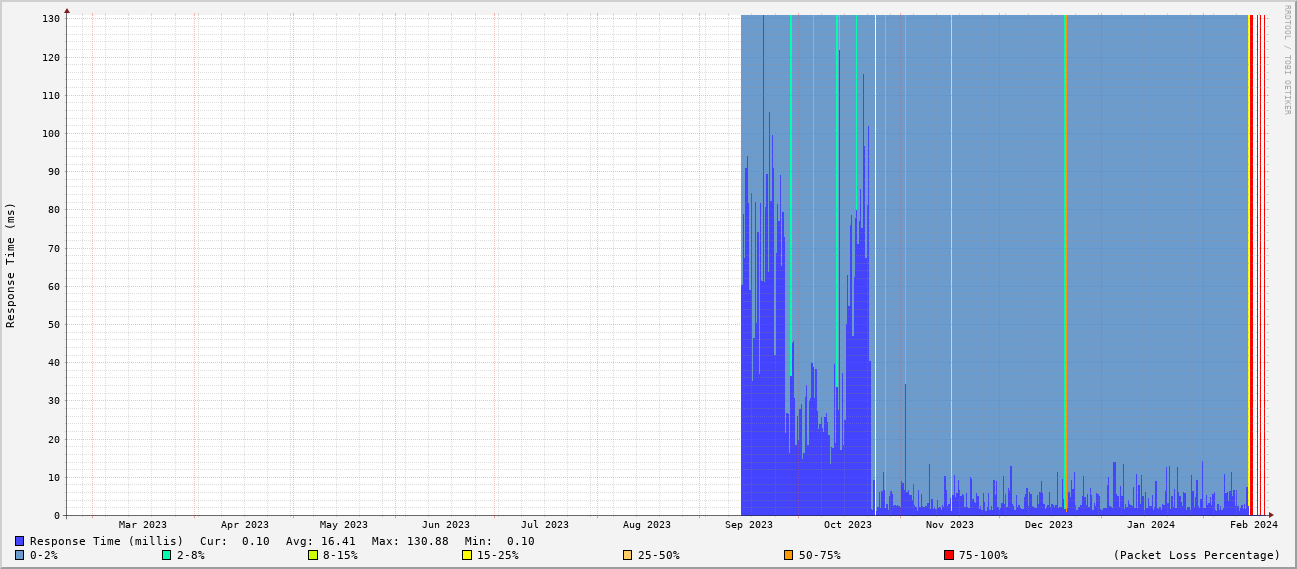 RRDTOOL / TOBI OETIKER
Response Time (ms)
130
120
110
100
90
80
70
60
50
40
30
20
10
0
Mar 2023 Apr 2023 May 2023 Jun 2023 Jul 2023 Aug 2023 Sep 2023 Oct 2023 Nov 2023 Dec 2023 Jan 2024 Feb 2024
Response Time (millis) Cur: 0.10 Avg: 16.41 Max: 130.88 Min: 0.10
0-2% 2-8% 8-15% 15-25% 25-50% 50-75% 75-100% (Packet Loss Percentage)